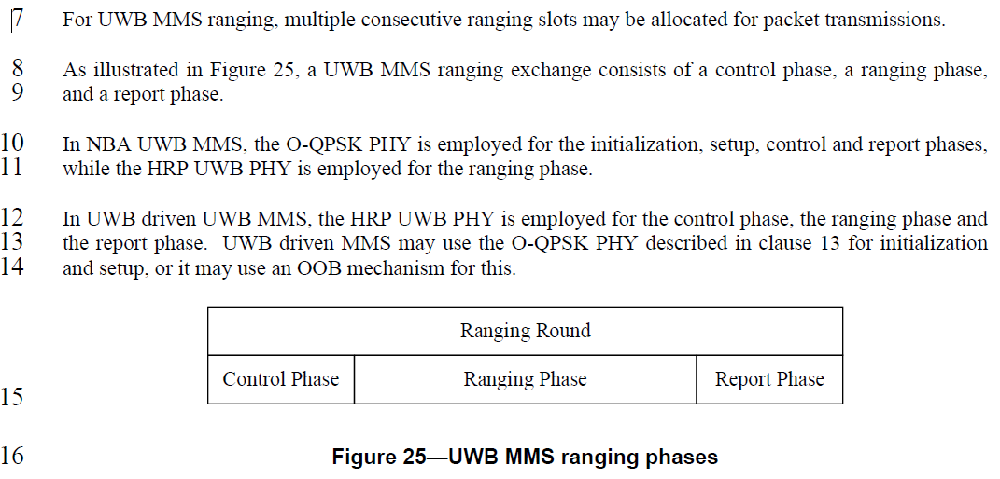 7 For UWB MMS ranging, multiple consecutive ranging slots may be allocated for packet transmissions.
8 As illustrated in Figure 25, a UWB MMS ranging exchange consists of a control phase, a ranging phase,
9 and a report phase.
10 In NBA UWB MMS, the O-QPSK PHY is employed for the initialization, setup, control and report phases,
11 while the HRP UWB PHY is employed for the ranging phase.
12 In UWB driven UWB MMS, the HRP UWB PHY is employed for the control phase, the ranging phase and
13 the report phase. UWB driven MMS may use the O-QPSK PHY described in clause 13 for initialization
14 and setup, or it may use an OOB mechanism for this.
Ranging Round
Control Phase Ranging Phase Report Phase
15
16 Figure 25—UWB MMS ranging phases